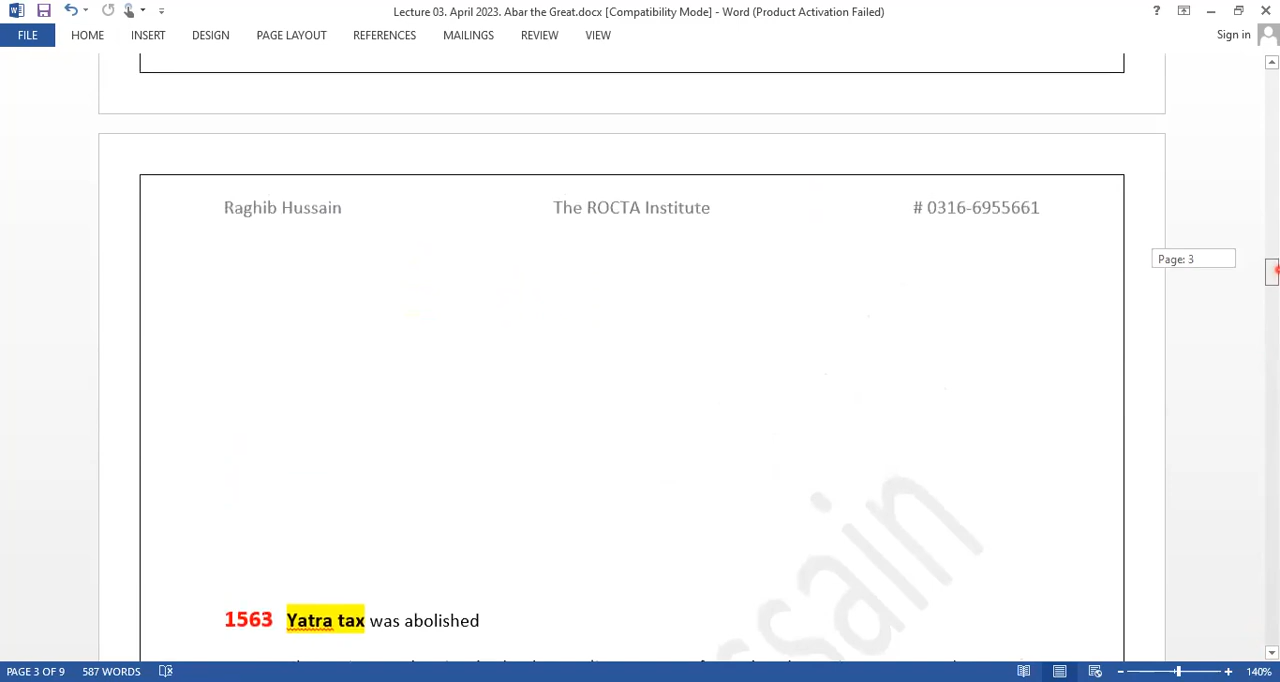 Lecture 03. April 2023. Abar the Great.docx [Compatibility Mode] - Word (Product Activation Failed)
?
FILE HOME INSERT DESIGN PAGE LAYOUT REFERENCES MAILINGS REVIEW VIEW Sign in
Raghib Hussain The ROCTA Institute # 0316-6955661
Page: 3
1563 Yatra tax was abolished
PAGE 3 OF 9 587 WORDS 140%